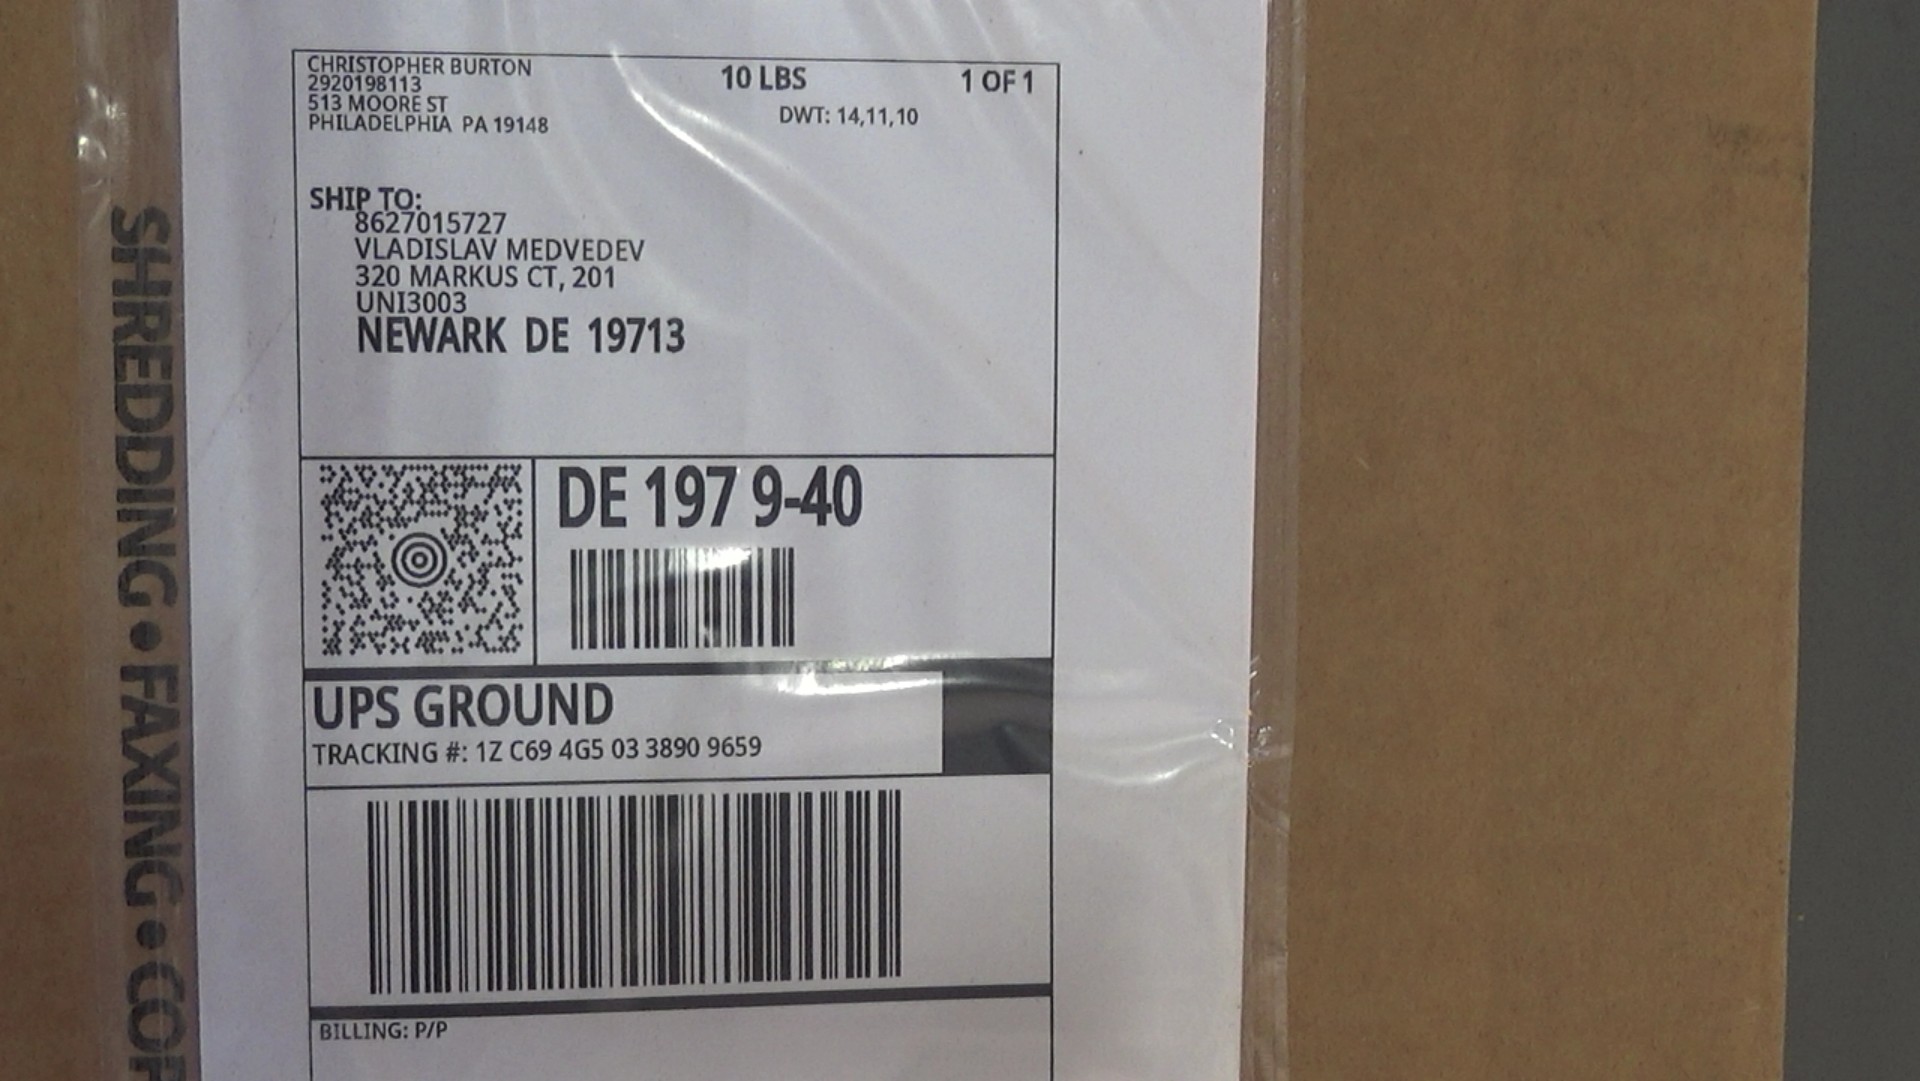 CHRISTOPHER BURTON
2920198113
513 MOORE ST
PHILADELPHIA PA 19148
10 LBS
1 OF 1
DWT: 14,11,10
SHIP TO:
8627015727
VLADISLAV MEDVEDEV
320 MARKUS CT, 201
UNI3003
NEWARK DE 19713
DE 197 9-40
UPS GROUND
TRACKING #: 1Z C69 4G5 03 3890 9659
BILLING: P/P
SHREDDING • FAXING • COP